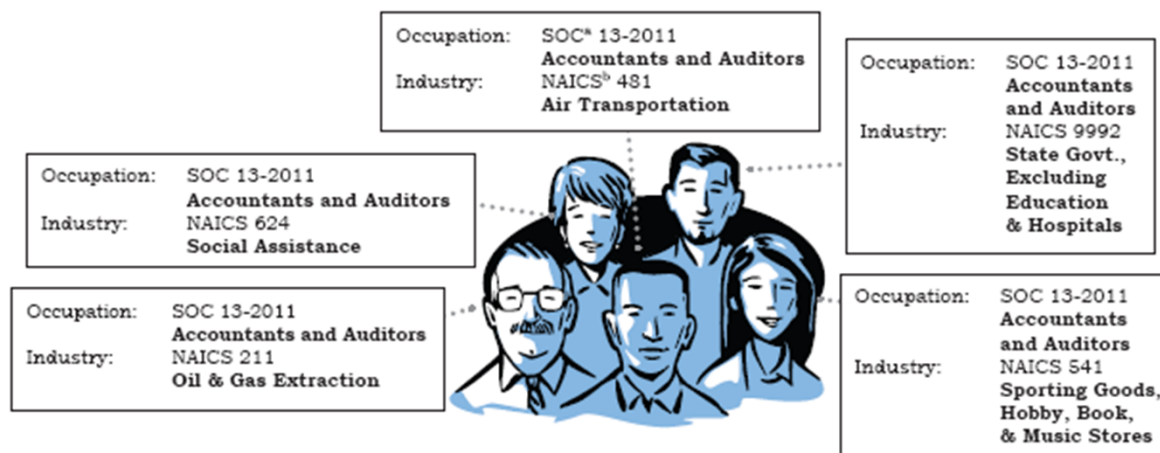 Occupation: SOCᵃ 13-2011
Accountants and Auditors
Industry: NAICSᵇ 481
Air Transportation
Occupation: SOC 13-2011
Accountants
and Auditors
Industry: NAICS 9992
State Govt.,
Excluding
Education
& Hospitals
Occupation: SOC 13-2011
Accountants and Auditors
Industry: NAICS 624
Social Assistance
Occupation: SOC 13-2011
Accountants and Auditors
Industry: NAICS 211
Oil & Gas Extraction
Occupation: SOC 13-2011
Accountants
and Auditors
Industry: NAICS 541
Sporting Goods,
Hobby, Book,
& Music Stores